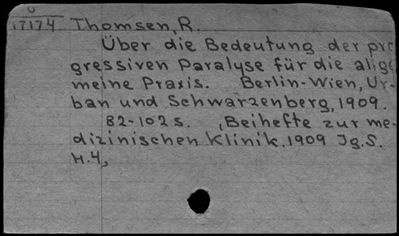 U
17174 Thomsen, R.
Über die Bedeutung der pro
gressiven Paralyse für die allge
meine Praxis. Berlin-Wien, Ur-
ban und Schwarzenberg, 1909.
82-102 s. , Beihefte zur me-
dizinischen Klinik. 1909 Jg. 5.
H. 4,